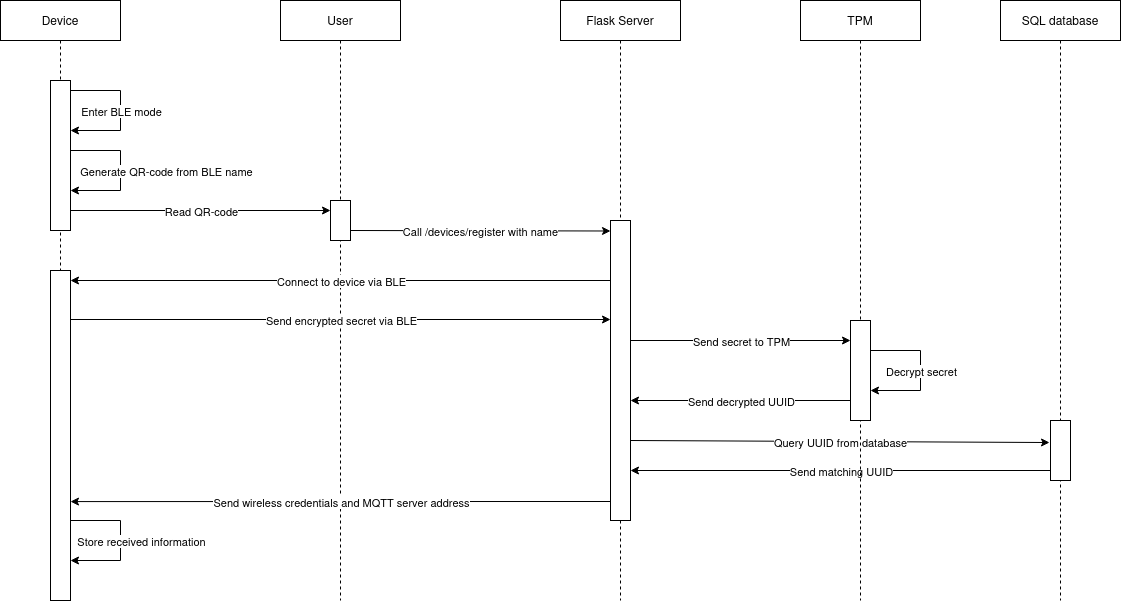 Device
User
Flask Server
TPM
SQL database
Enter BLE mode
Generate QR-code from BLE name
Read QR-code
Call /devices/register with name
Connect to device via BLE
Send encrypted secret via BLE
Send secret to TPM
Decrypt secret
Send decrypted UUID
Query UUID from database
Send matching UUID
Send wireless credentials and MQTT server address
Store received information